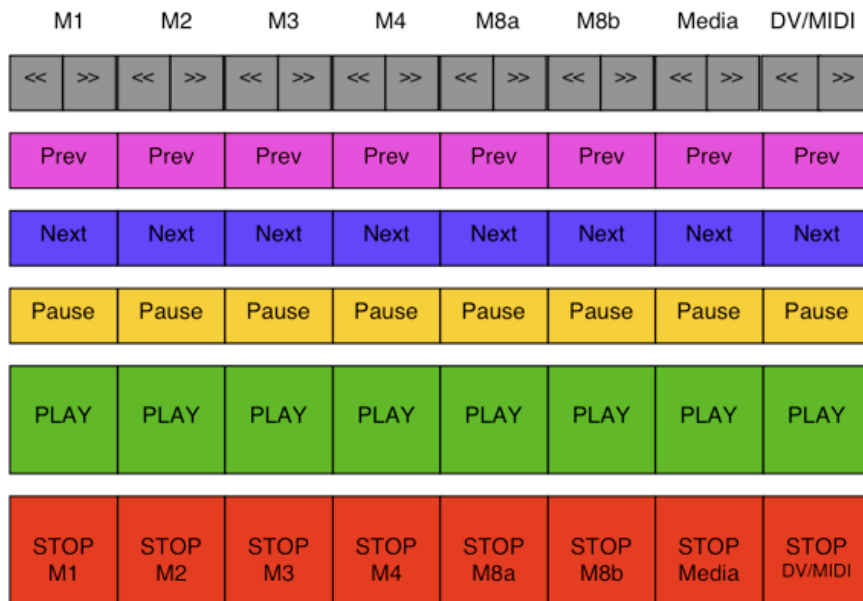 M1 M2 M3 M4 M8a M8b Media DV/MIDI
<< >> << >> << >> << >> << >> << >> << >> << >>
Prev Prev Prev Prev Prev Prev Prev Prev
Next Next Next Next Next Next Next Next
Pause Pause Pause Pause Pause Pause Pause Pause
PLAY PLAY PLAY PLAY PLAY PLAY PLAY PLAY
STOP STOP STOP STOP STOP STOP STOP STOP
M1 M2 M3 M4 M8a M8b Media DV/MIDI